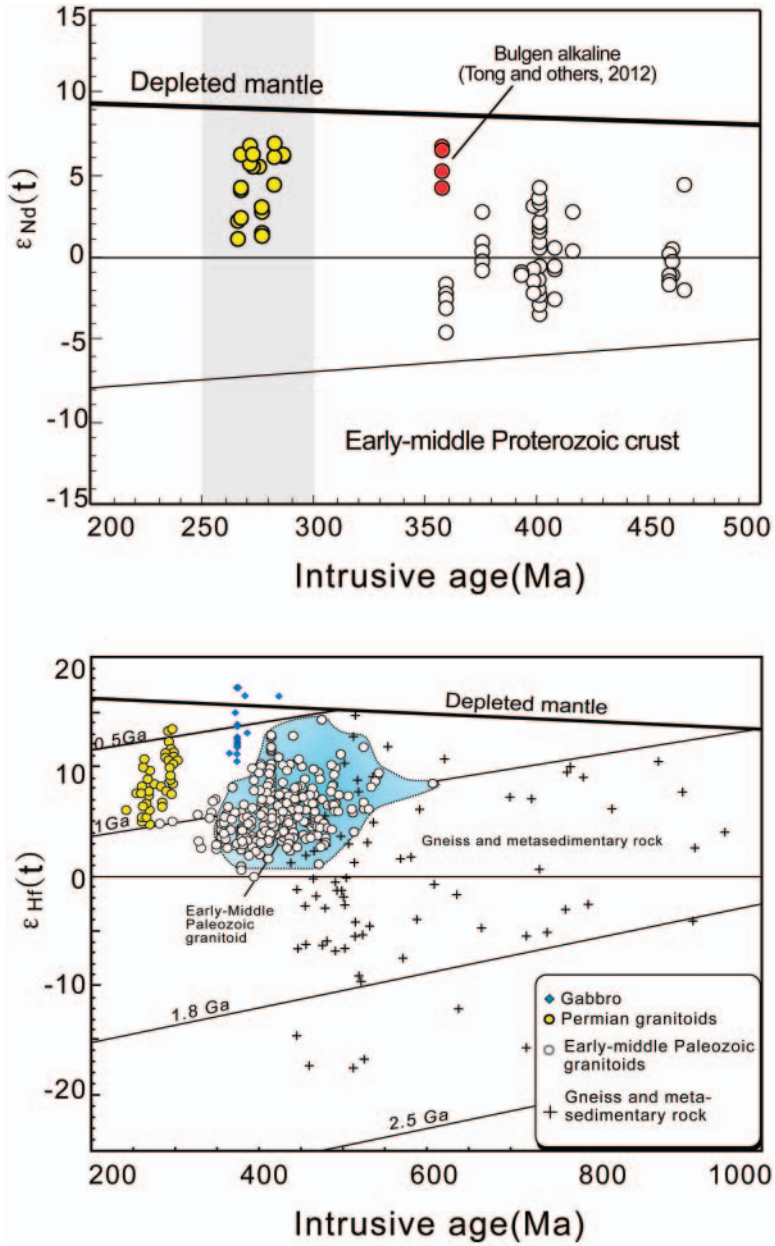 15
10
5
0
-5
-10
-15
εNd(t)
Depleted mantle
Bulgen alkaline
(Tong and others, 2012)
Early-middle Proterozoic crust
200
250
300
350
400
450
500
Intrusive age(Ma)
20
10
0
-10
-20
εHf(t)
Depleted mantle
0.5Ga
1Ga
Gneiss and metasedimentary rock
Early-Middle
Paleozoic
granitoid
1.8 Ga
2.5 Ga
Gabbro
Permian granitoids
Early-middle Paleozoic
granitoids
Gneiss and meta-
sedimentary rock
200
400
600
800
1000
Intrusive age(Ma)